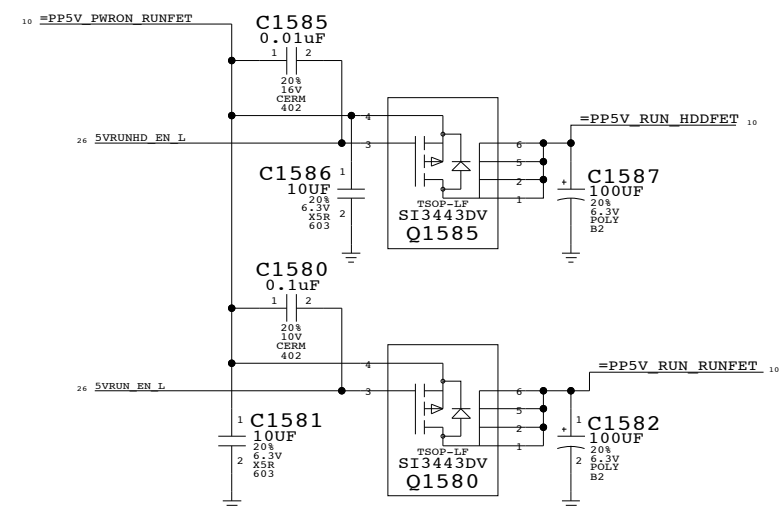 10 =PP5V_PWRON_RUNFET
C1585
0.01uF
1 2
20%
16V
CERM
402
4
=PP5V_RUN_HDDFET 10
26 5VRUNHD_EN_L
3
6
5
2
1
C1586
10UF
20%
6.3V
X5R
603
1
2
C1587
100UF
20%
6.3V
POLY
B2
+
TSOP-LF
SI3443DV
Q1585
C1580
0.1uF
1 2
20%
10V
CERM
402
4
=PP5V_RUN_RUNFET 10
26 5VRUN_EN_L
3
6
5
2
1
C1581
10UF
20%
6.3V
X5R
603
1
2
C1582
100UF
20%
6.3V
POLY
B2
1
+
2
TSOP-LF
SI3443DV
Q1580